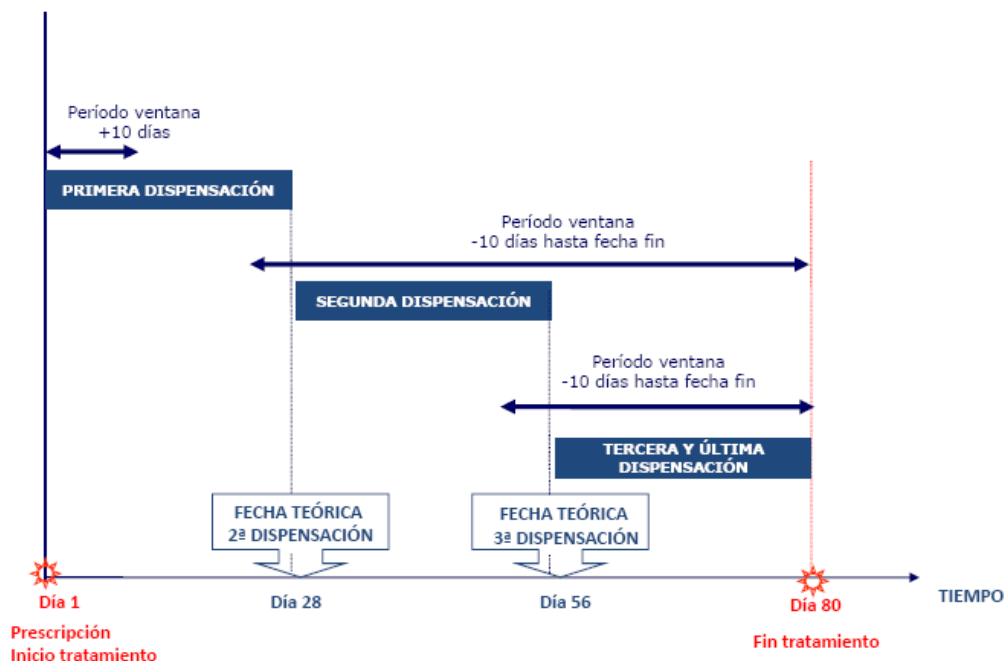 Período ventana
+10 días
PRIMERA DISPENSACIÓN
Período ventana
-10 días hasta fecha fin
SEGUNDA DISPENSACIÓN
Período ventana
-10 días hasta fecha fin
TERCERA Y ÚLTIMA
DISPENSACIÓN
FECHA TEÓRICA
2ª DISPENSACIÓN
FECHA TEÓRICA
3ª DISPENSACIÓN
Día 1
Día 28
Día 56
Día 80
TIEMPO
Prescripción
Inicio tratamiento
Fin tratamiento